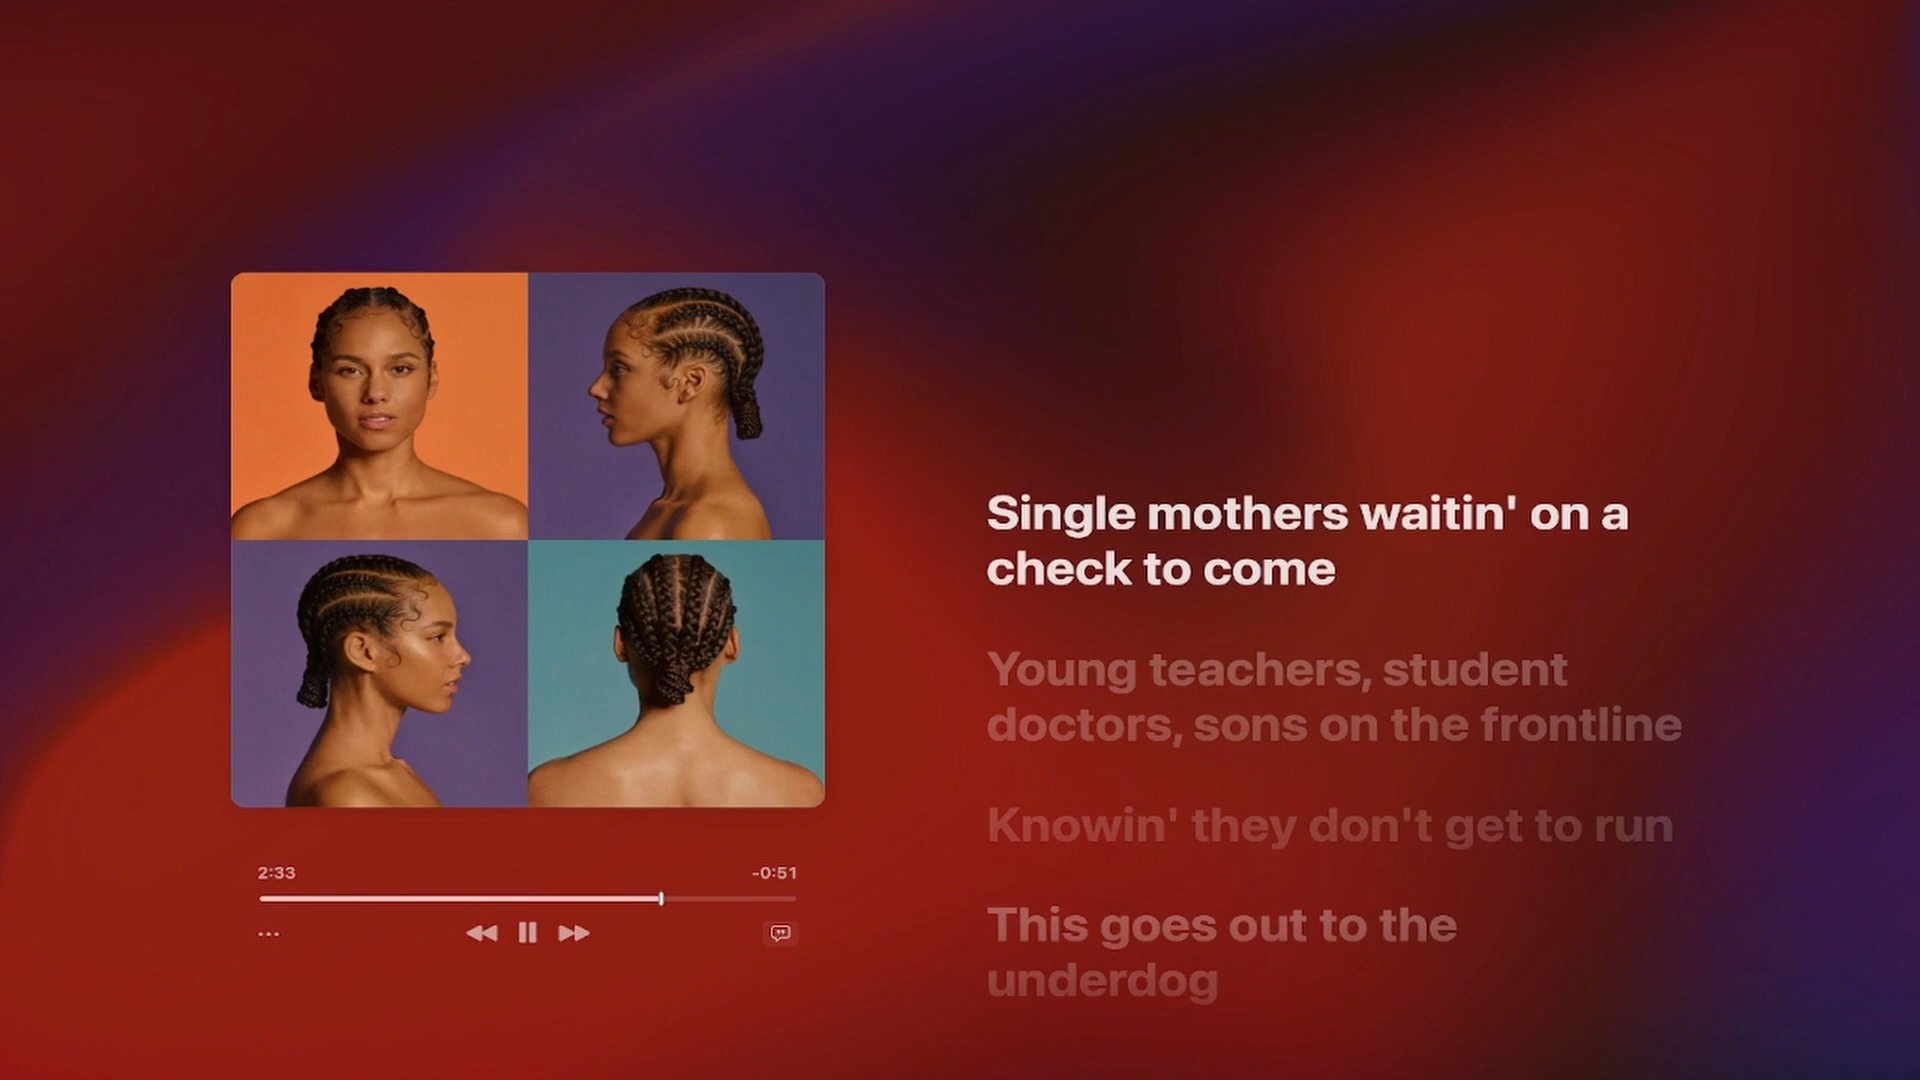 Single mothers waitin' on a
check to come
Young teachers, student
doctors, sons on the frontline
Knowin' they don't get to run
This goes out to the
underdog
2:33
-0:51